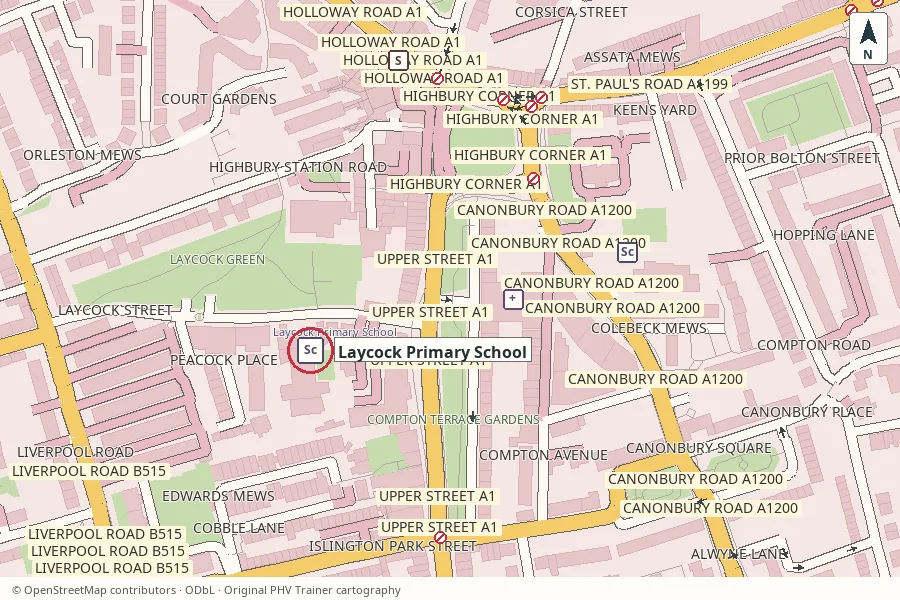 HOLLOWAY ROAD A1
CORSICA STREET
HOLLOWAY ROAD A1
ASSATA MEWS
HOLLOWAY ROAD A1
S
HOLLOWAY ROAD A1
ST. PAUL'S ROAD A1199
N
COURT GARDENS
HIGHBURY CORNER A1
KEENS YARD
HIGHBURY CORNER A1
ORLESTON MEWS
HIGHBURY STATION ROAD
HIGHBURY CORNER A1
PRIOR BOLTON STREET
HIGHBURY CORNER A1
CANONBURY ROAD A1200
HOPPING LANE
CANONBURY ROAD A1200
Sc
LAYCOCK GREEN
UPPER STREET A1
CANONBURY ROAD A1200
+
LAYCOCK STREET
UPPER STREET A1
CANONBURY ROAD A1200
COLEBECK MEWS
Laycock Primary School
COMPTON ROAD
Sc
Laycock Primary School
PEACOCK PLACE
UPPER STREET A1
CANONBURY ROAD A1200
COMPTON TERRACE GARDENS
CANONBURY PLACE
LIVERPOOL ROAD
COMPTON AVENUE
CANONBURY SQUARE
LIVERPOOL ROAD B515
CANONBURY ROAD A1200
EDWARDS MEWS
UPPER STREET A1
CANONBURY ROAD A1200
COBBLE LANE
UPPER STREET A1
LIVERPOOL ROAD B515
ISLINGTON PARK STREET
LIVERPOOL ROAD B515
ALWYNE LANE
LIVERPOOL ROAD B515
© OpenStreetMap contributors · ODbL · Original PHV Trainer cartography